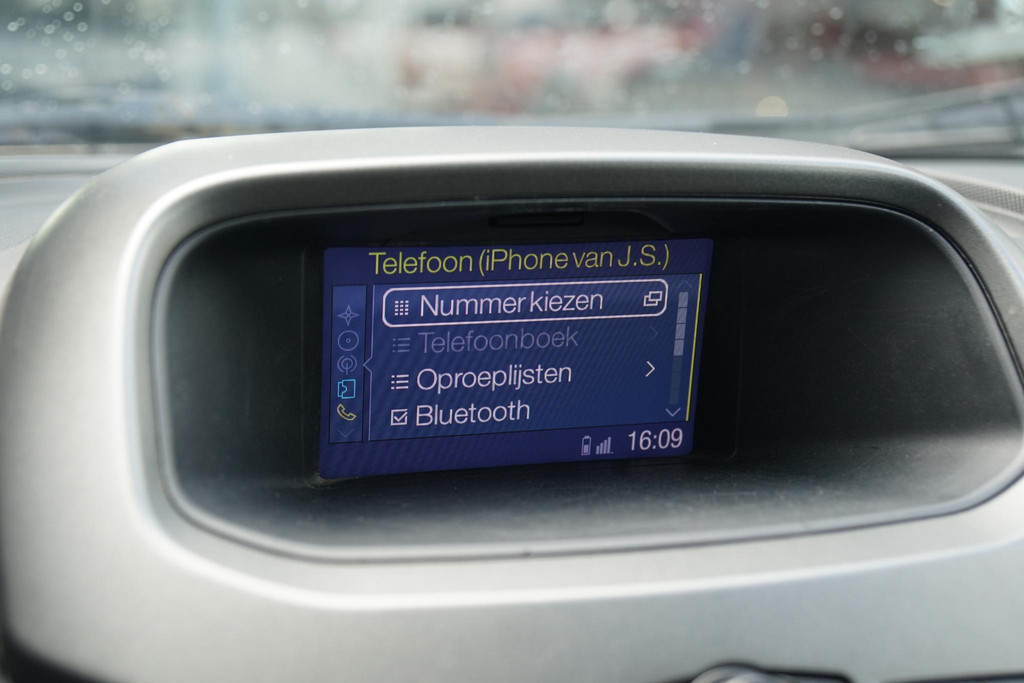 Telefoon (iPhone van J.S.)
Nummer kiezen
Telefoonboek
Oproeplijsten
Bluetooth
16:09